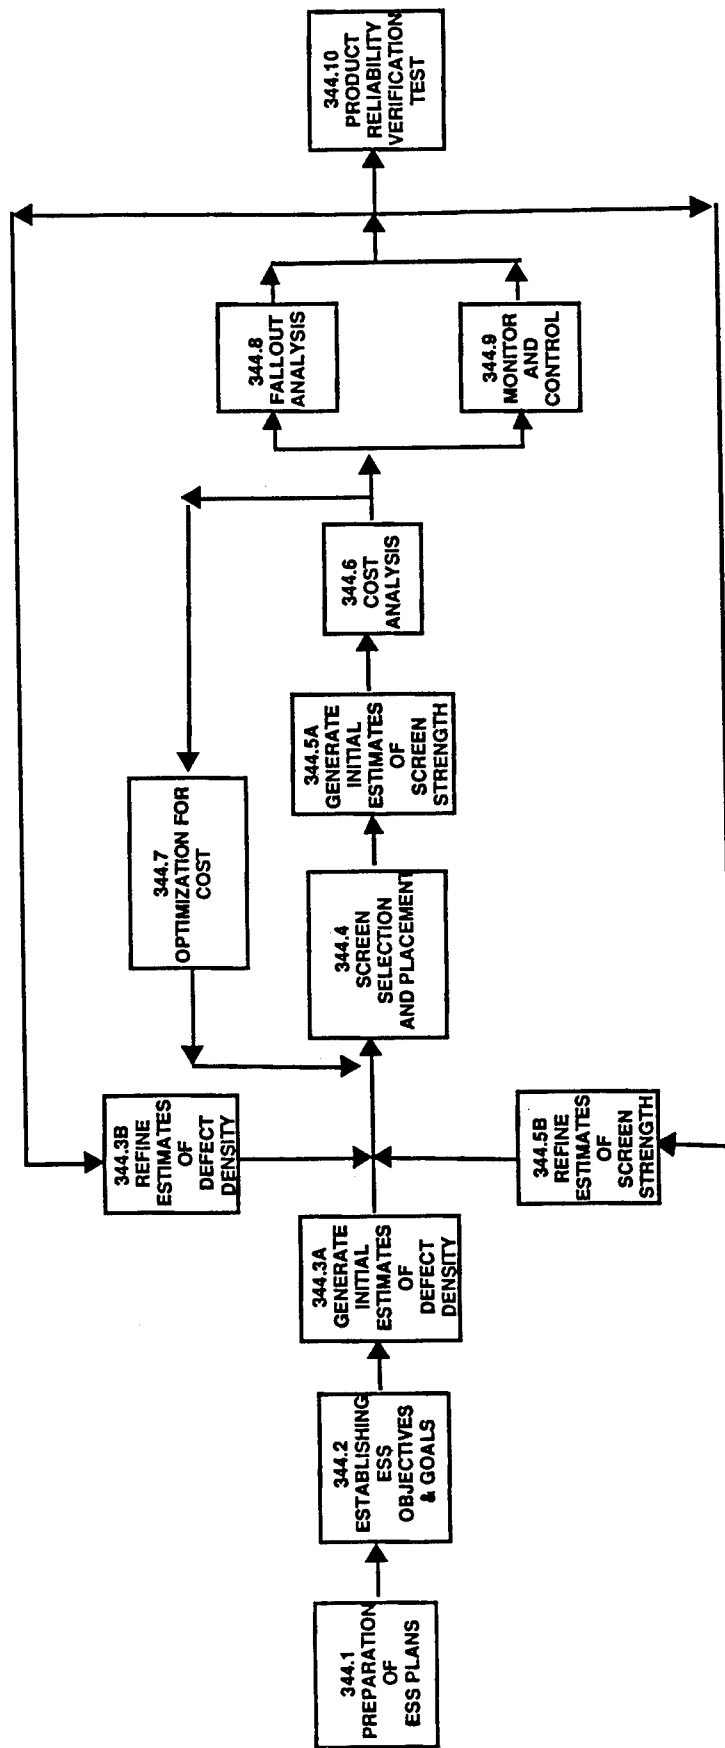 344.1
PREPARATION
OF
ESS PLANS
344.2
ESTABLISHING
ESS
OBJECTIVES
& GOALS
344.3A
GENERATE
INITIAL
ESTIMATES
OF
DEFECT
DENSITY
344.3B
REFINE
ESTIMATES
OF
DEFECT
DENSITY
344.5B
REFINE
ESTIMATES
OF
SCREEN
STRENGTH
344.4
SCREEN
SELECTION
AND PLACEMENT
344.7
OPTIMIZATION FOR
COST
344.5A
GENERATE
INITIAL
ESTIMATES
OF
SCREEN
STRENGTH
344.6
COST
ANALYSIS
344.8
FALLOUT
ANALYSIS
344.9
MONITOR
AND
CONTROL
344.10
PRODUCT
RELIABILITY
VERIFICATION
TEST